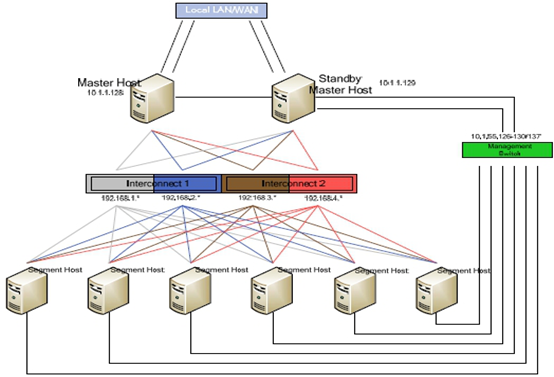 Local LAN/WAN
Master Host
10.1.1.128
Standby
Master Host
10.1.1.129
10.1.55.126-130/137
Management
Switch
Interconnect 1
Interconnect 2
192.168.1.*
192.168.2.*
192.168.3.*
192.168.4.*
Segment Host
Segment Host
Segment Host
Segment Host
Segment Host
Segment Host